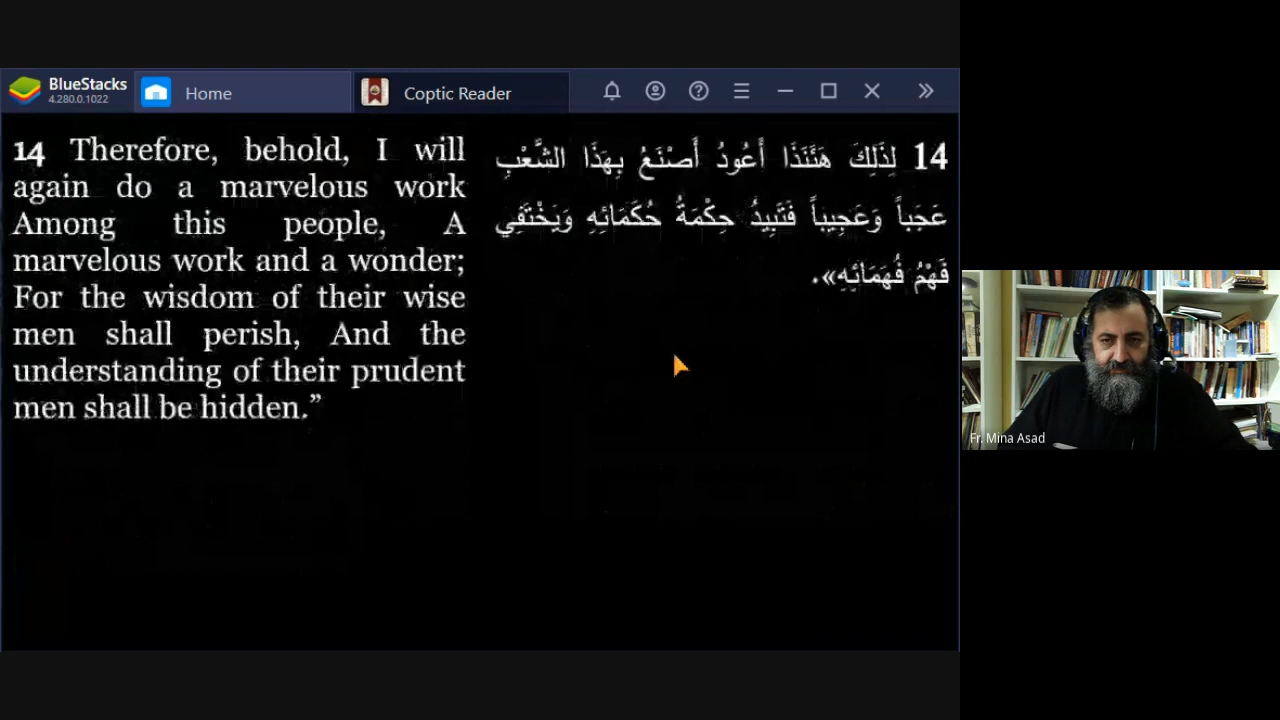 BlueStacks
4.280.0.1022
Home
Coptic Reader
14 Therefore, behold, I will
again do a marvelous work
Among this people, A
marvelous work and a wonder;
For the wisdom of their wise
men shall perish, And the
understanding of their prudent
men shall be hidden.”
14 لِذَلِكَ هَئَنَذَا أَعُودُ أَصْنَعُ بِهَذَا الشَّعْبِ
عَجَباً وَعَجِيباً فَتَبِيدُ حِكْمَةُ حُكَمَائِهِ وَيَخْتَفِي
فَهْمُ فُهَمَائِهِ».
Fr. Mina Asad